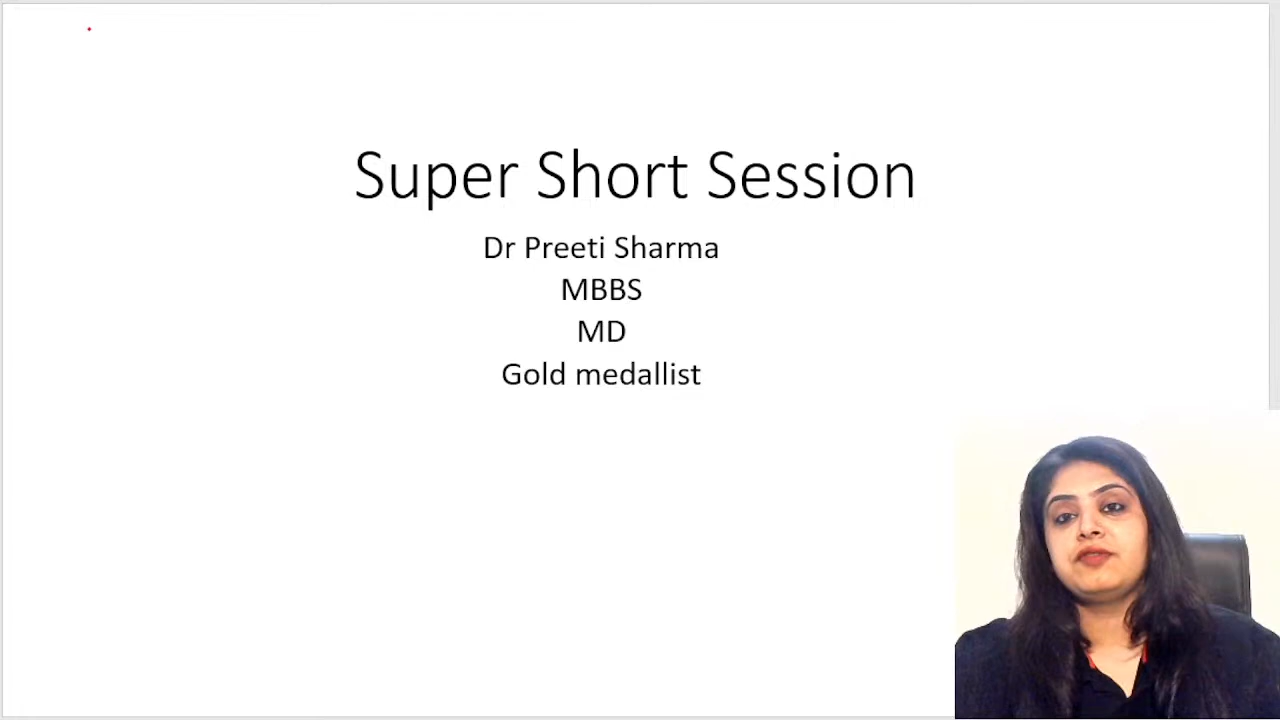 Super Short Session
Dr Preeti Sharma
MBBS
MD
Gold medallist